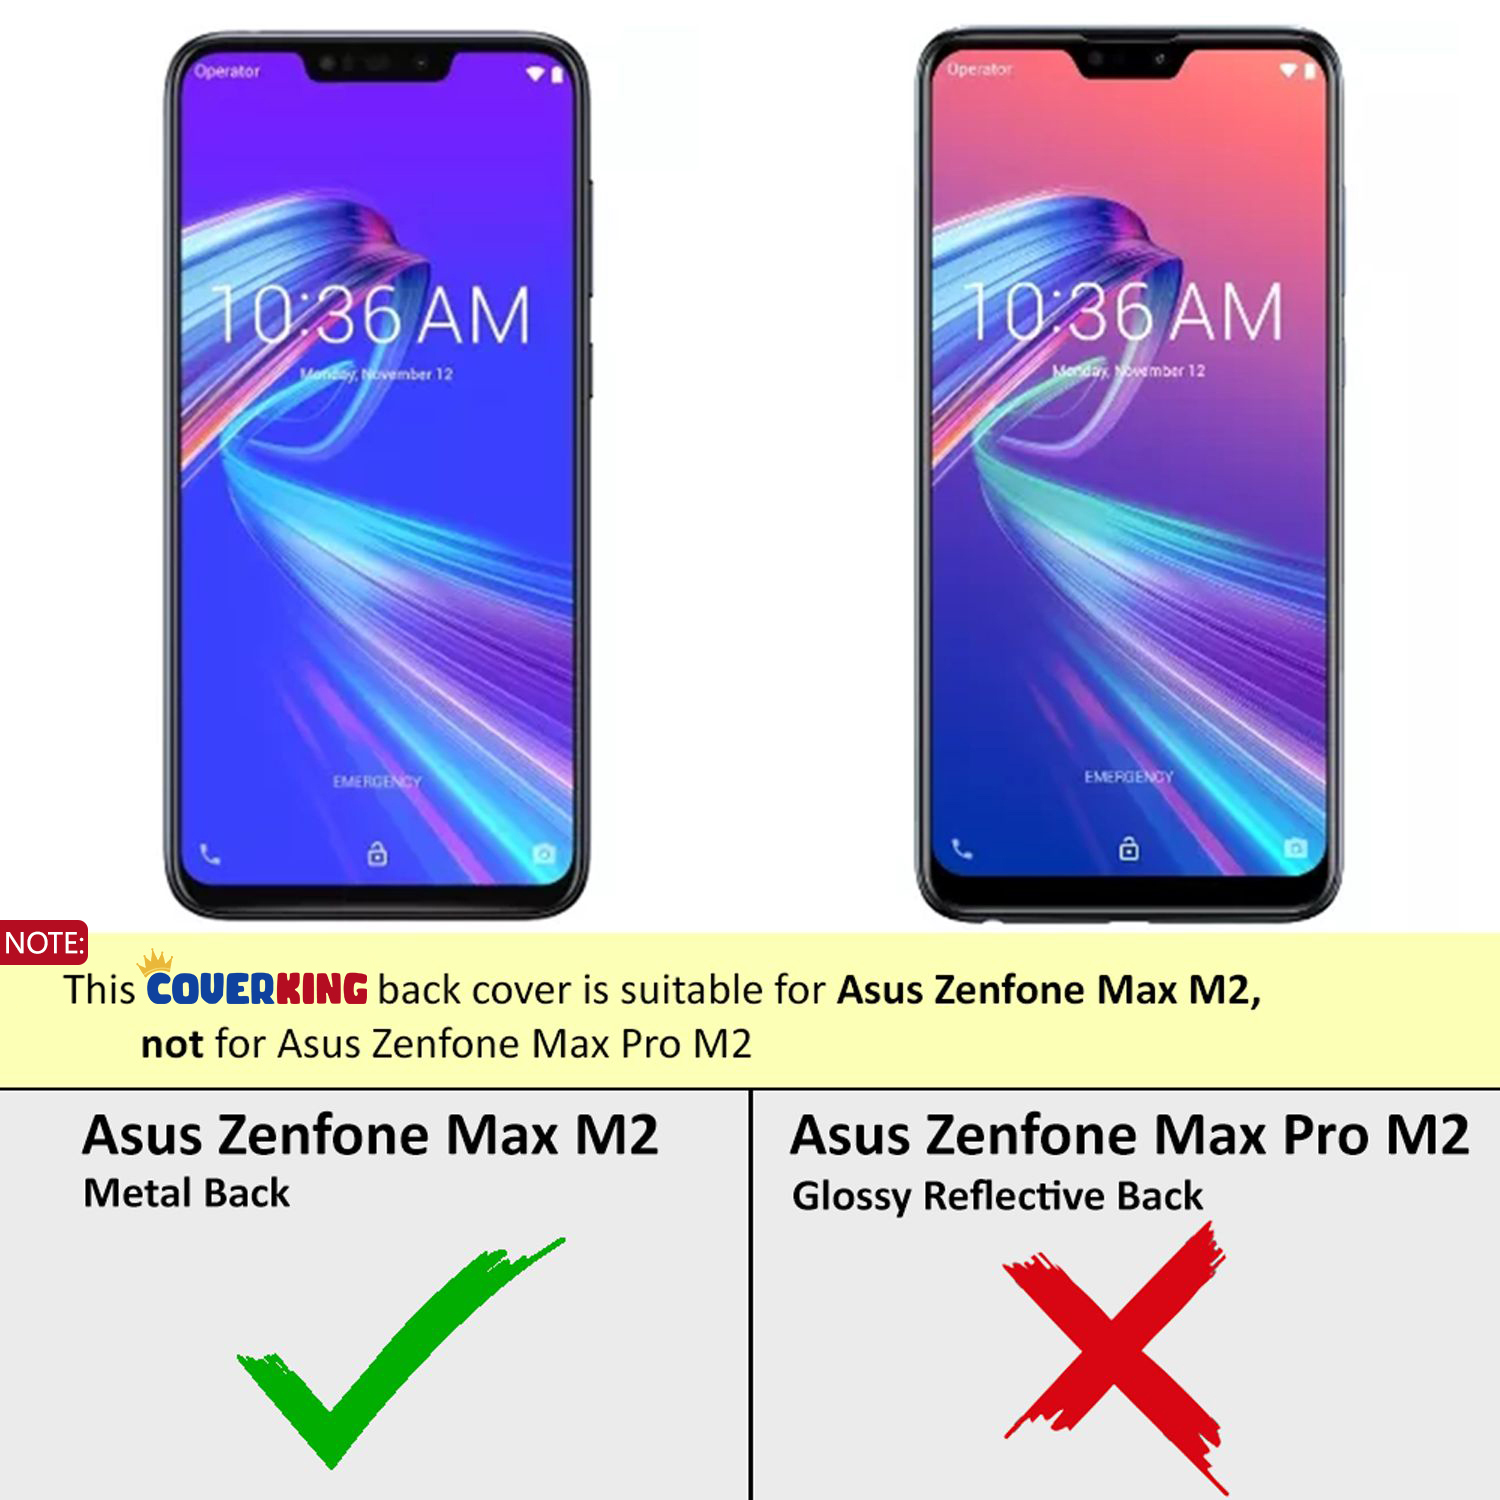 Operator
10:36 AM
Monday, November 12
EMERGENCY
Operator
10:36 AM
Monday, November 12
EMERGENCY
NOTE:
This COVERKING back cover is suitable for Asus Zenfone Max M2,
not for Asus Zenfone Max Pro M2
Asus Zenfone Max M2
Metal Back
Asus Zenfone Max Pro M2
Glossy Reflective Back